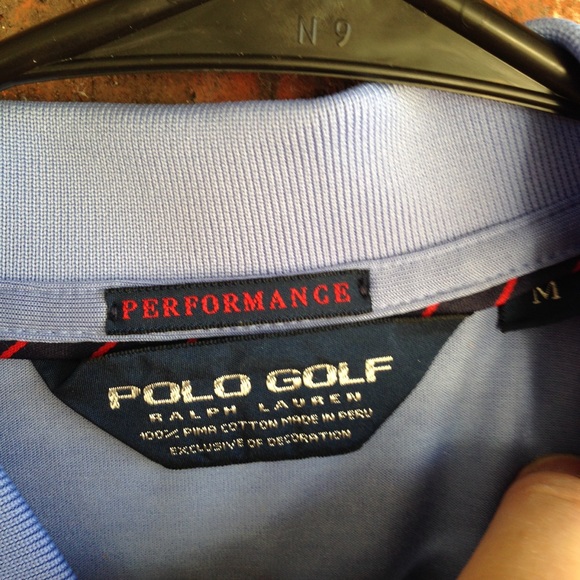 N 9
PERFORMANCE
M
POLO GOLF
RALPH LAUREN
100% PIMA COTTON MADE IN PERU
EXCLUSIVE OF DECORATION